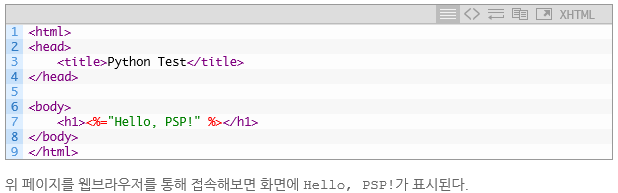 XHTML
1 <html>
2 <head>
3     <title>Python Test</title>
4 </head>
5
6 <body>
7     <h1><%="Hello, PSP!" %></h1>
8 </body>
9 </html>
위 페이지를 웹브라우저를 통해 접속해보면 화면에 Hello, PSP!가 표시된다.